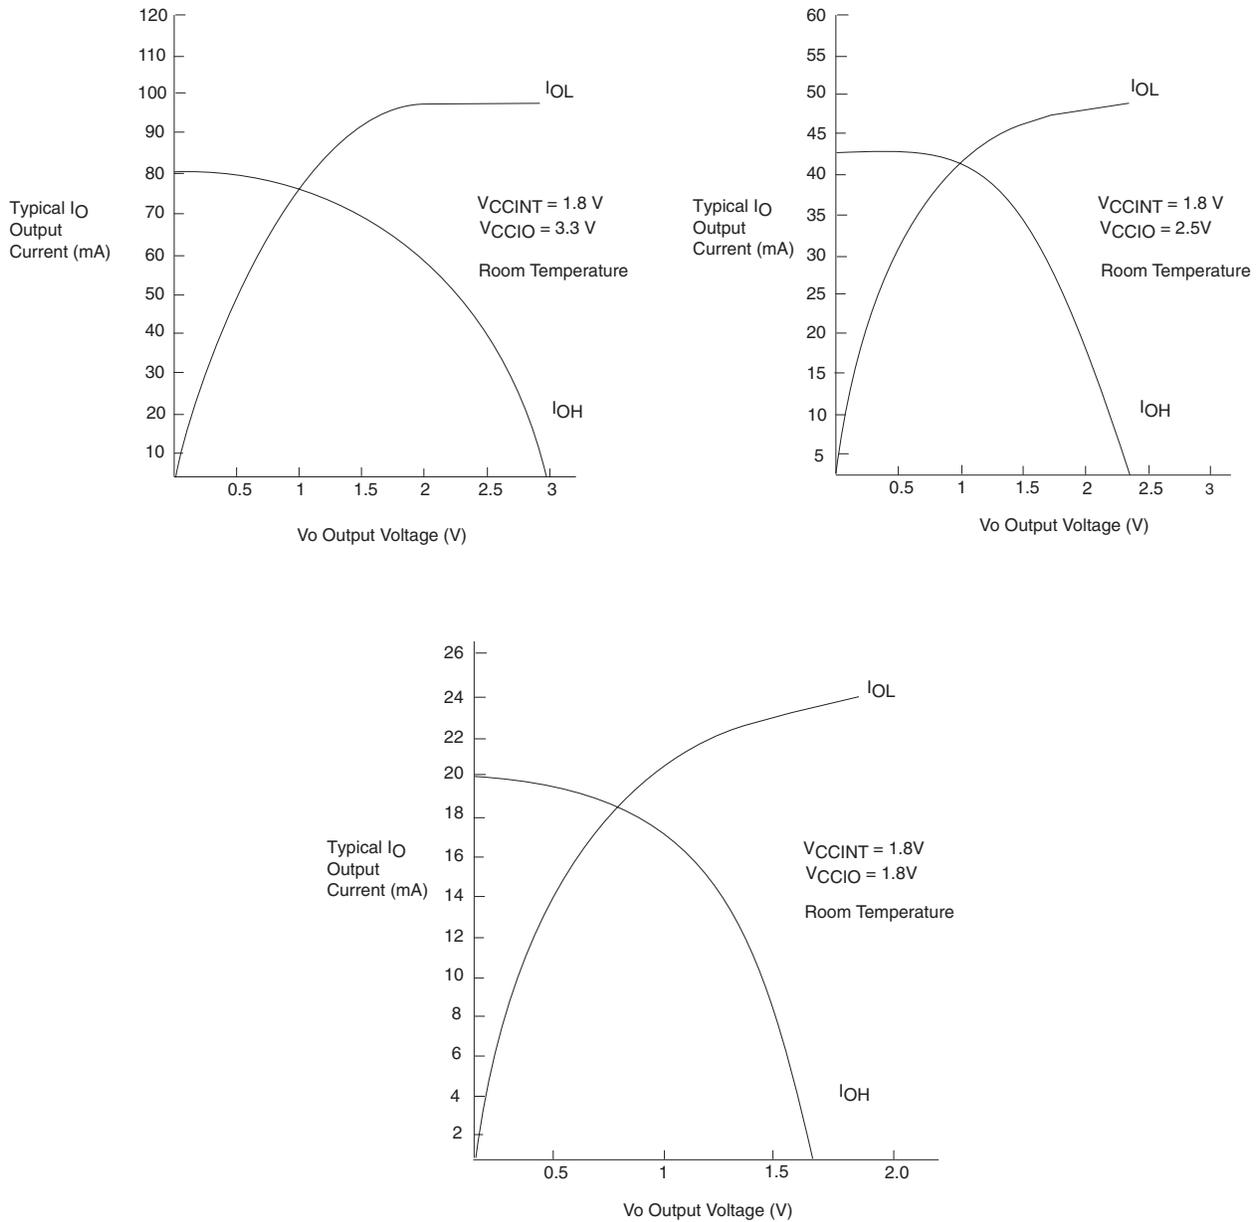 120
110
100
90
80
70
60
50
40
30
20
10
Typical IO
Output
Current (mA)
IOL
VCCINT = 1.8 V
VCCIO = 3.3 V
Room Temperature
IOH
0.5 1 1.5 2 2.5 3
Vo Output Voltage (V)
60
55
50
45
40
35
30
25
20
15
10
5
Typical IO
Output
Current (mA)
IOL
VCCINT = 1.8 V
VCCIO = 2.5V
Room Temperature
IOH
0.5 1 1.5 2 2.5 3
Vo Output Voltage (V)
26
24
22
20
18
16
14
12
10
8
6
4
2
Typical IO
Output
Current (mA)
IOL
VCCINT = 1.8V
VCCIO = 1.8V
Room Temperature
IOH
0.5 1 1.5 2.0
Vo Output Voltage (V)